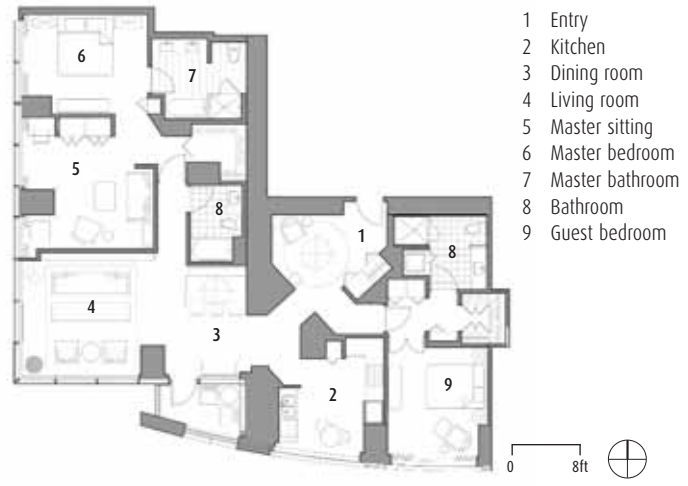 1 Entry
2 Kitchen
3 Dining room
4 Living room
5 Master sitting
6 Master bedroom
7 Master bathroom
8 Bathroom
9 Guest bedroom
6
7
5
8
1
8
4
3
2
9
0 8ft